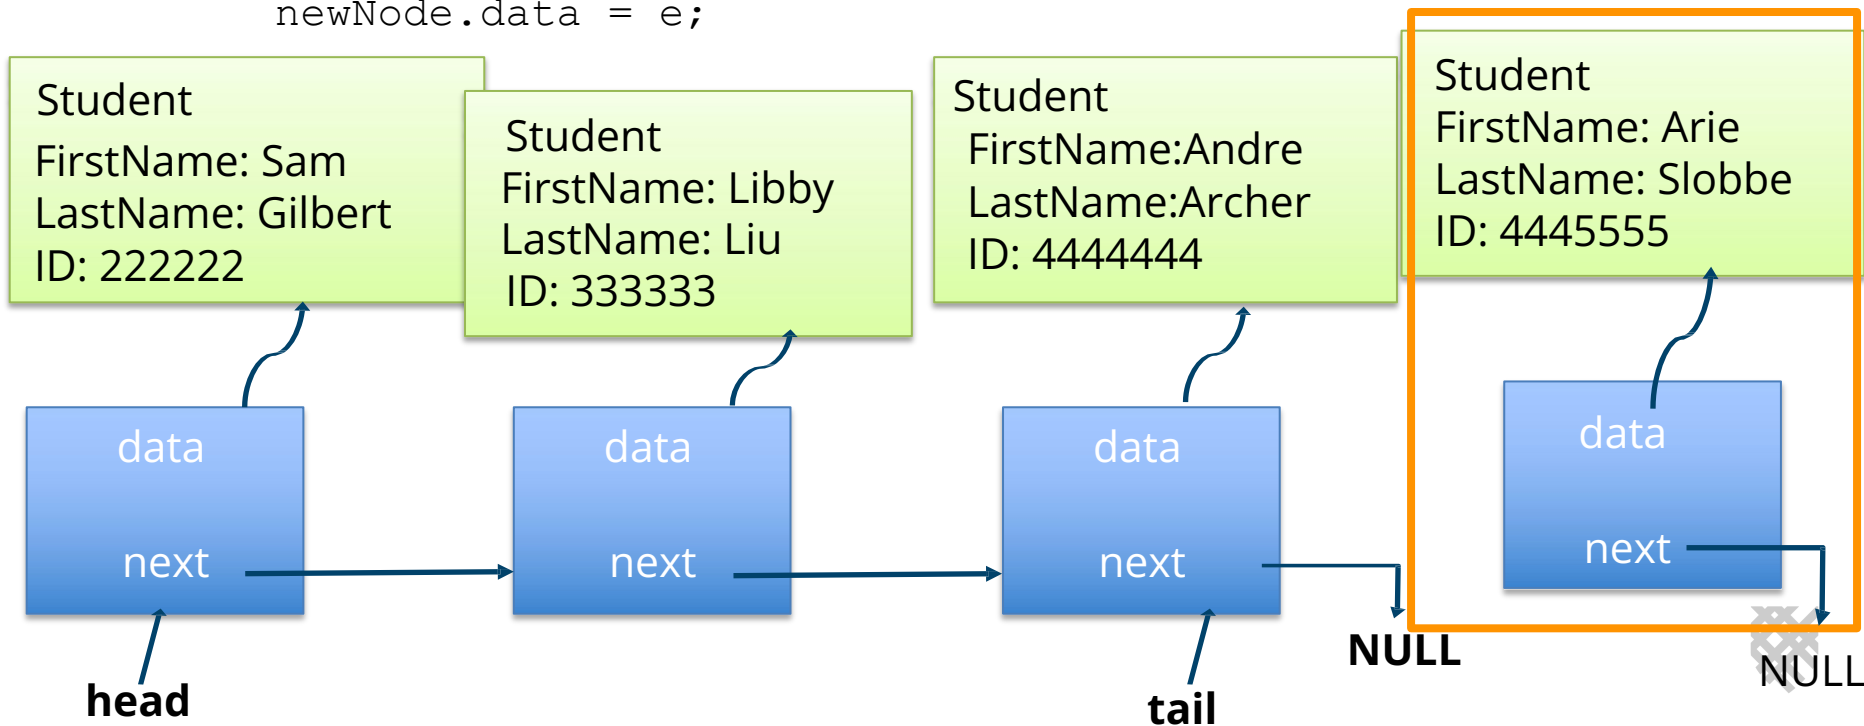 newNode.data = e;
Student
FirstName: Sam
LastName: Gilbert
ID: 222222
Student
FirstName: Libby
LastName: Liu
ID: 333333
Student
FirstName:Andre
LastName:Archer
ID: 4444444
Student
FirstName: Arie
LastName: Slobbe
ID: 4445555
data
next
data
next
data
next
data
next
head
tail
NULL
NULL